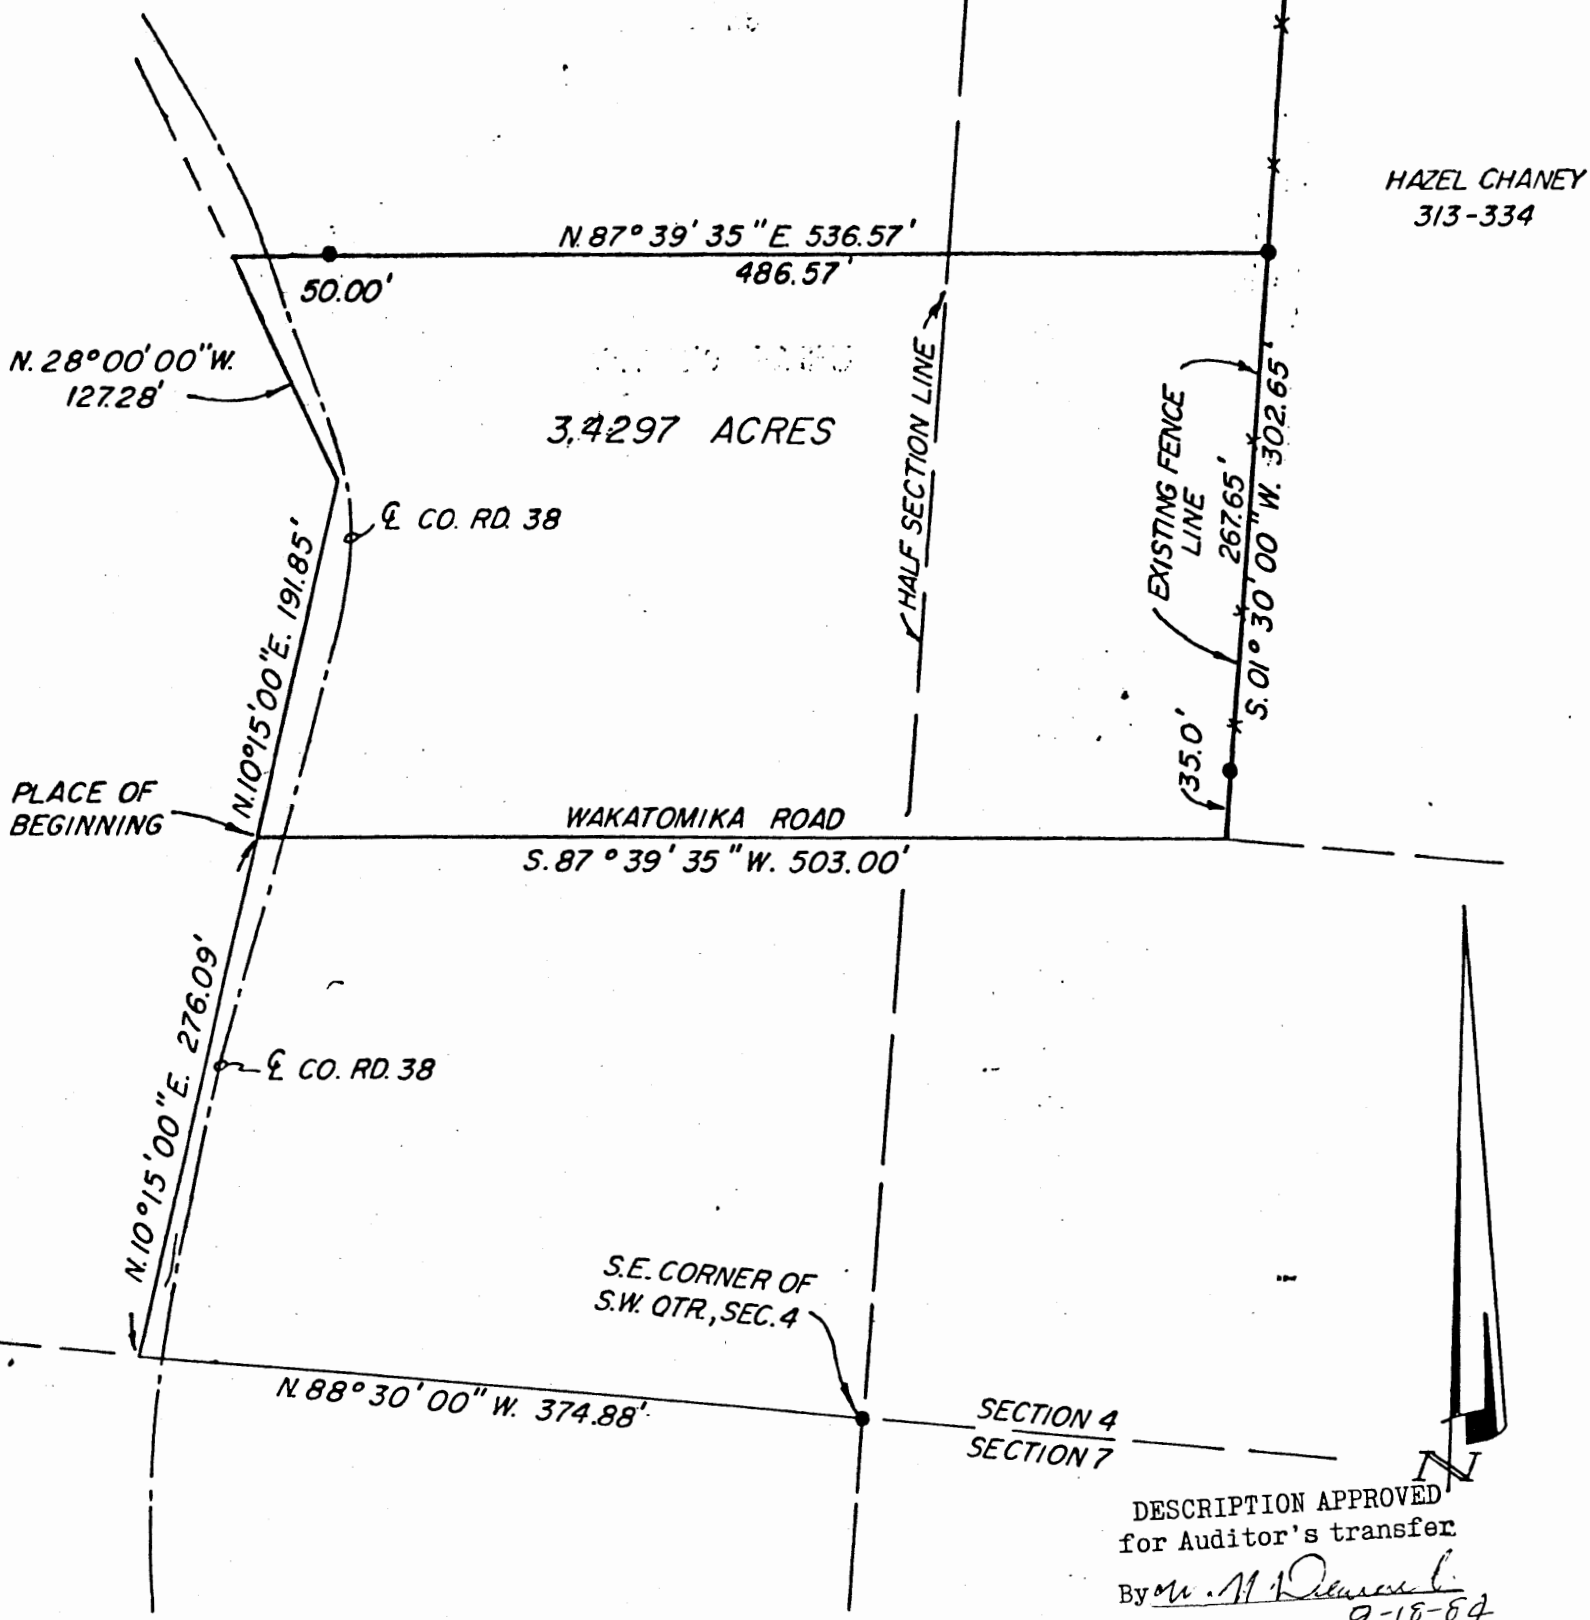 HAZEL CHANEY
313-334
N. 87° 39' 35" E. 536.57'
486.57'
50.00'
N. 28° 00' 00" W.
127.28'
3.4297 ACRES
HALF SECTION LINE
EXISTING FENCE
LINE
267.65'
S. 01° 30' 00" W. 302.65'
℄ CO. RD. 38
N. 10° 15' 00" E. 191.85'
35.0'
PLACE OF
BEGINNING
WAKATOMIKA ROAD
S. 87° 39' 35" W. 503.00'
N. 10° 15' 00" E. 276.09'
℄ CO. RD. 38
S.E. CORNER OF
S.W. QTR., SEC. 4
N. 88° 30' 00" W. 374.88'
SECTION 4
SECTION 7
N
DESCRIPTION APPROVED
for Auditor's transfer
By
9-18-84